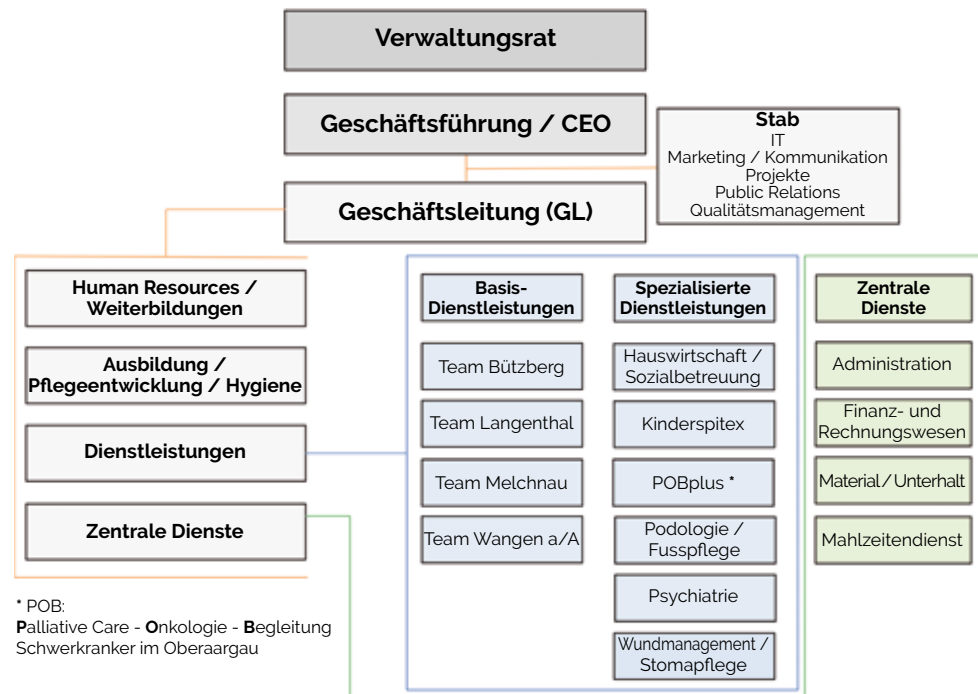 Verwaltungsrat
Geschäftsführung / CEO
Stab
IT
Marketing / Kommunikation
Projekte
Public Relations
Qualitätsmanagement
Geschäftsleitung (GL)
Human Resources /
Weiterbildungen
Ausbildung /
Pflegeentwicklung / Hygiene
Dienstleistungen
Zentrale Dienste
* POB:
Palliative Care - Onkologie - Begleitung
Schwerkranker im Oberaargau
Basis-
Dienstleistungen
Team Bützberg
Team Langenthal
Team Melchnau
Team Wangen a/A
Spezialisierte
Dienstleistungen
Hauswirtschaft /
Sozialbetreuung
Kinderspitex
POBplus *
Podologie /
Fusspflege
Psychiatrie
Wundmanagement /
Stomapflege
Zentrale
Dienste
Administration
Finanz- und
Rechnungswesen
Material / Unterhalt
Mahlzeitendienst